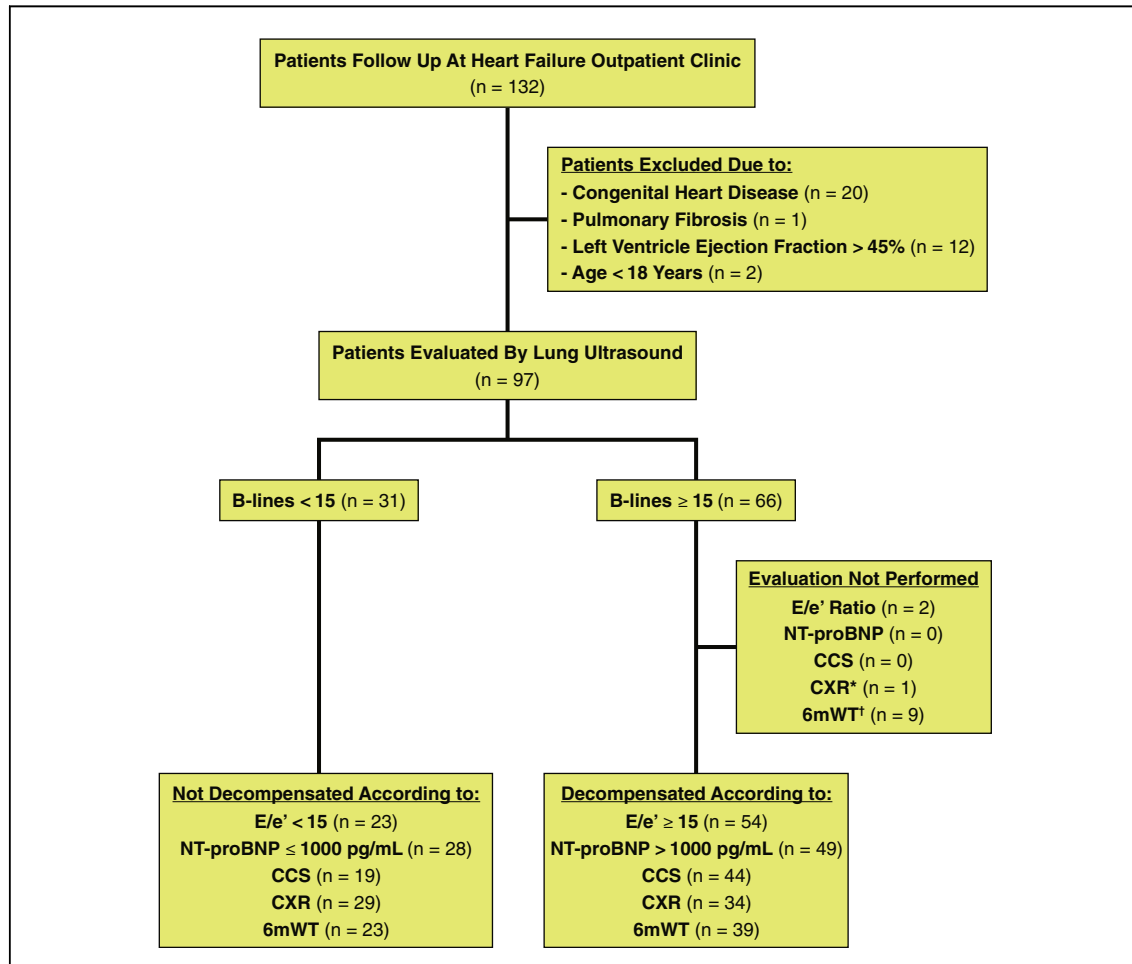 Patients Follow Up At Heart Failure Outpatient Clinic
(n = 132)
Patients Excluded Due to:
- Congenital Heart Disease (n = 20)
- Pulmonary Fibrosis (n = 1)
- Left Ventricle Ejection Fraction > 45% (n = 12)
- Age < 18 Years (n = 2)
Patients Evaluated By Lung Ultrasound
(n = 97)
B-lines < 15 (n = 31)
B-lines ≥ 15 (n = 66)
Evaluation Not Performed
E/e’ Ratio (n = 2)
NT-proBNP (n = 0)
CCS (n = 0)
CXR* (n = 1)
6mWT† (n = 9)
Not Decompensated According to:
E/e’ < 15 (n = 23)
NT-proBNP ≤ 1000 pg/mL (n = 28)
CCS (n = 19)
CXR (n = 29)
6mWT (n = 23)
Decompensated According to:
E/e’ ≥ 15 (n = 54)
NT-proBNP > 1000 pg/mL (n = 49)
CCS (n = 44)
CXR (n = 34)
6mWT (n = 39)